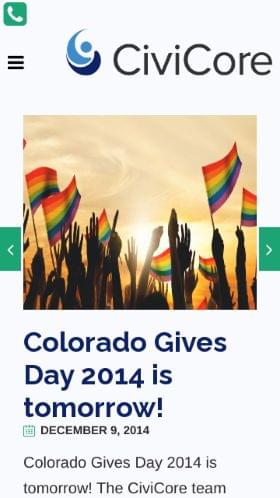 CiviCore
Colorado Gives
Day 2014 is
tomorrow!
DECEMBER 9, 2014
Colorado Gives Day 2014 is
tomorrow! The CiviCore team